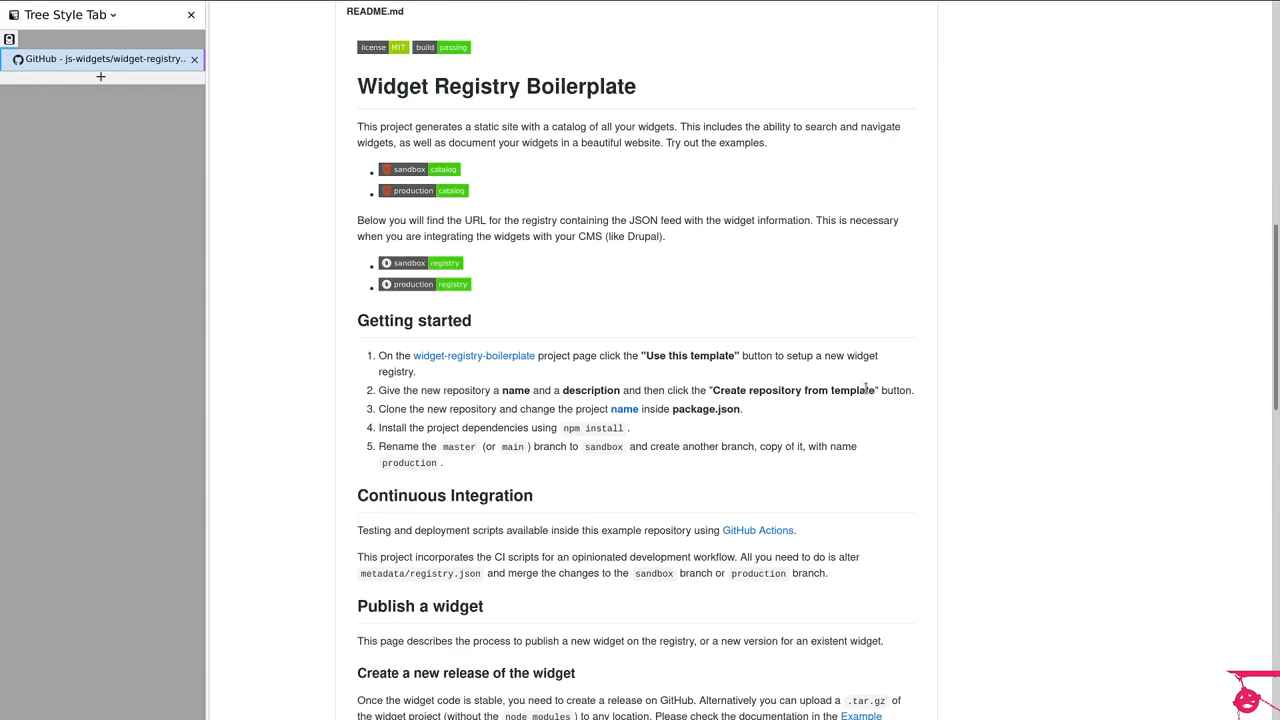 Tree Style Tab
GitHub - js-widgets/widget-registry..
README.md
license MIT build passing
Widget Registry Boilerplate
This project generates a static site with a catalog of all your widgets. This includes the ability to search and navigate
widgets, as well as document your widgets in a beautiful website. Try out the examples.
sandbox catalog
production catalog
Below you will find the URL for the registry containing the JSON feed with the widget information. This is necessary
when you are integrating the widgets with your CMS (like Drupal).
sandbox registry
production registry
Getting started
1. On the widget-registry-boilerplate project page click the "Use this template" button to setup a new widget
registry.
2. Give the new repository a name and a description and then click the "Create repository from template" button.
3. Clone the new repository and change the project name inside package.json.
4. Install the project dependencies using npm install .
5. Rename the master (or main ) branch to sandbox and create another branch, copy of it, with name
production .
Continuous Integration
Testing and deployment scripts available inside this example repository using GitHub Actions.
This project incorporates the CI scripts for an opinionated development workflow. All you need to do is alter
metadata/registry.json and merge the changes to the sandbox branch or production branch.
Publish a widget
This page describes the process to publish a new widget on the registry, or a new version for an existent widget.
Create a new release of the widget
Once the widget code is stable, you need to create a release on GitHub. Alternatively you can upload a .tar.gz of
the widget project (without the node_modules ) to any location. Please check the documentation in the Example